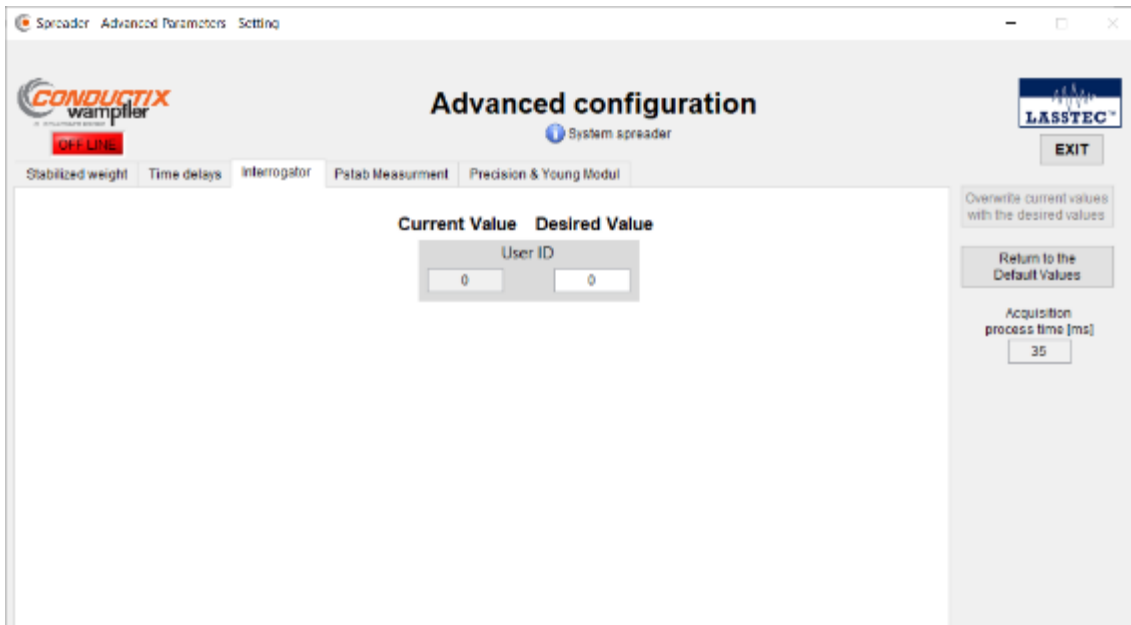 Spreader Advanced Parameters Setting
CONDUCTIX
wampfler
Advanced configuration
System spreader
LASSTEC™
OFF LINE
EXIT
Stabilized weight Time delays Interrogator Pstab Measurment Precision & Young Modul
Overwrite current values
with the desired values
Current Value Desired Value
User ID
0 0
Return to the
Default Values
Acquisition
process time [ms]
35